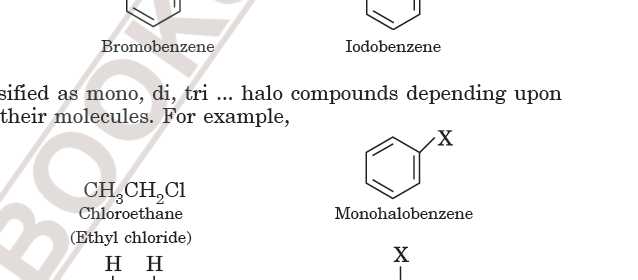 Bromobenzene Iodobenzene
sified as mono, di, tri ... halo compounds depending upon
their molecules. For example,
X
CH₃CH₂Cl
Chloroethane Monohalobenzene
(Ethyl chloride)
H H X